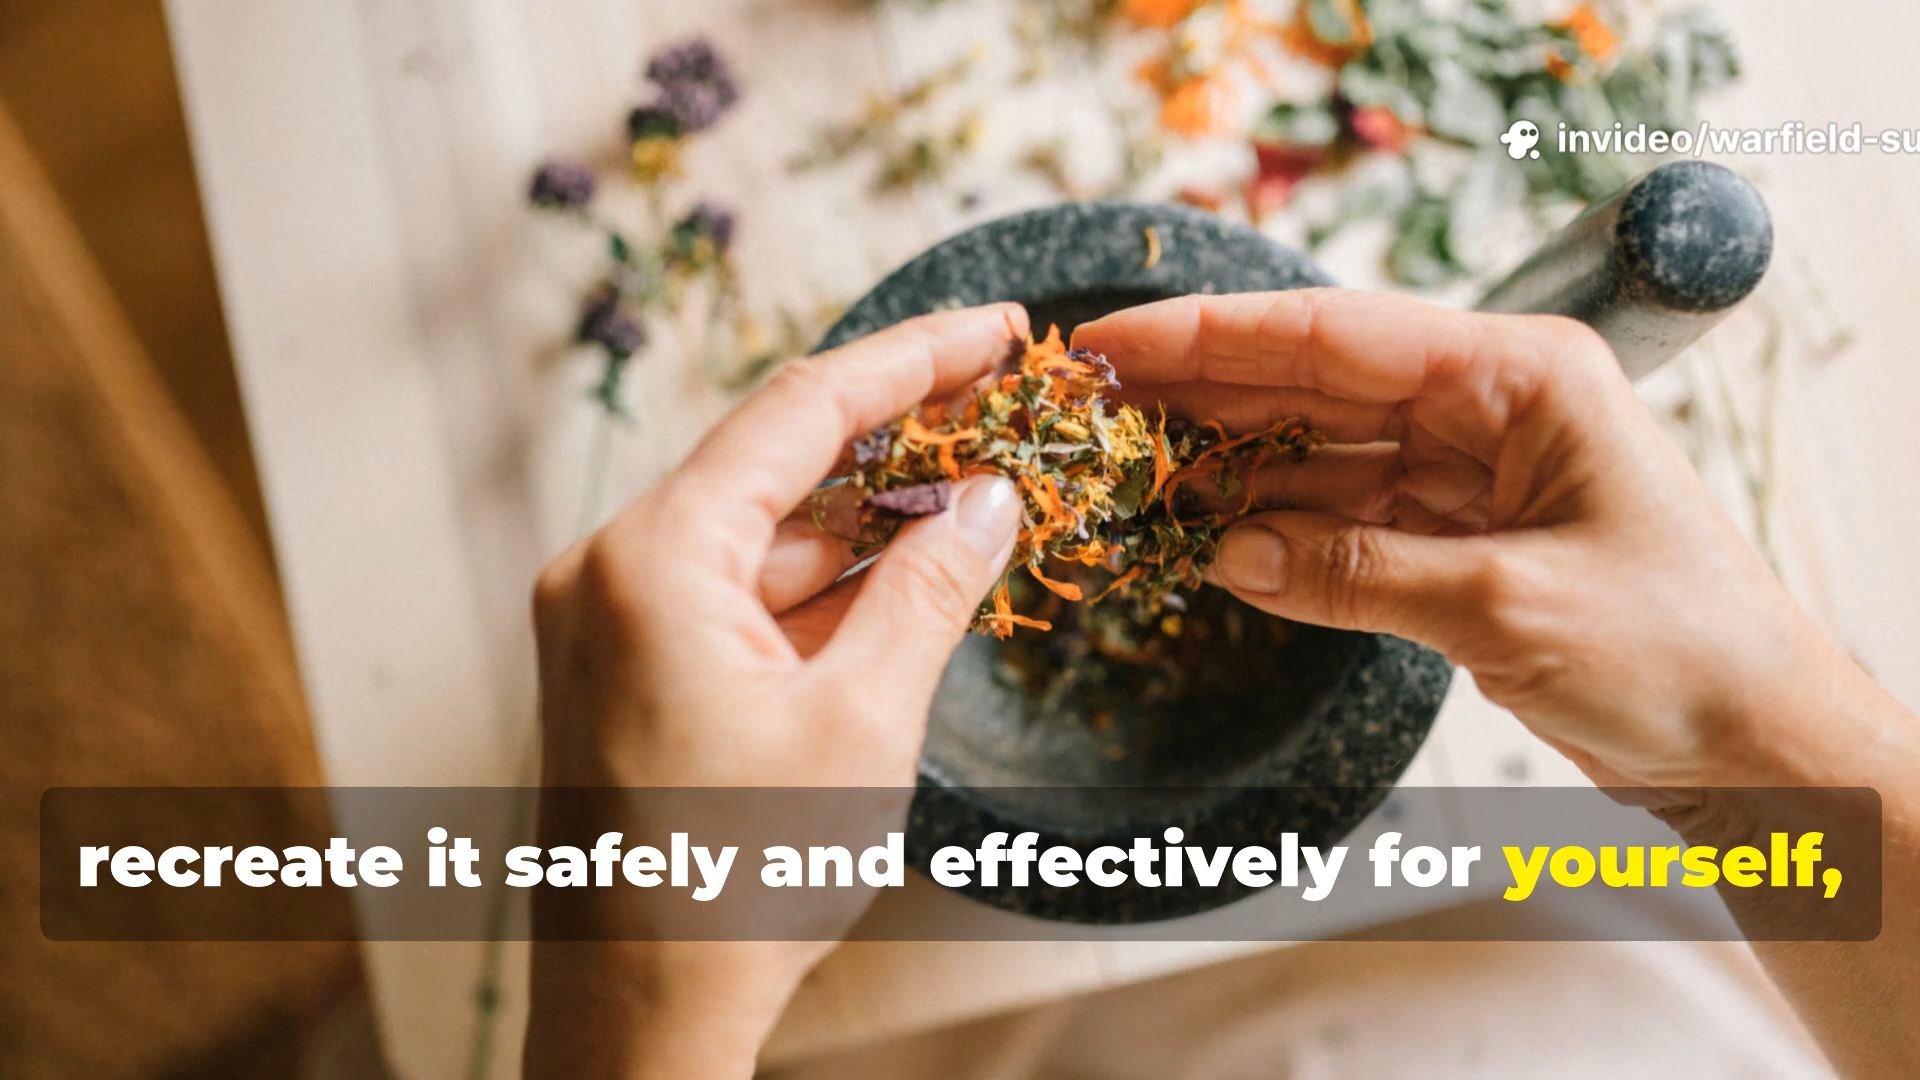 invideo/warfield-su
recreate it safely and effectively for yourself,